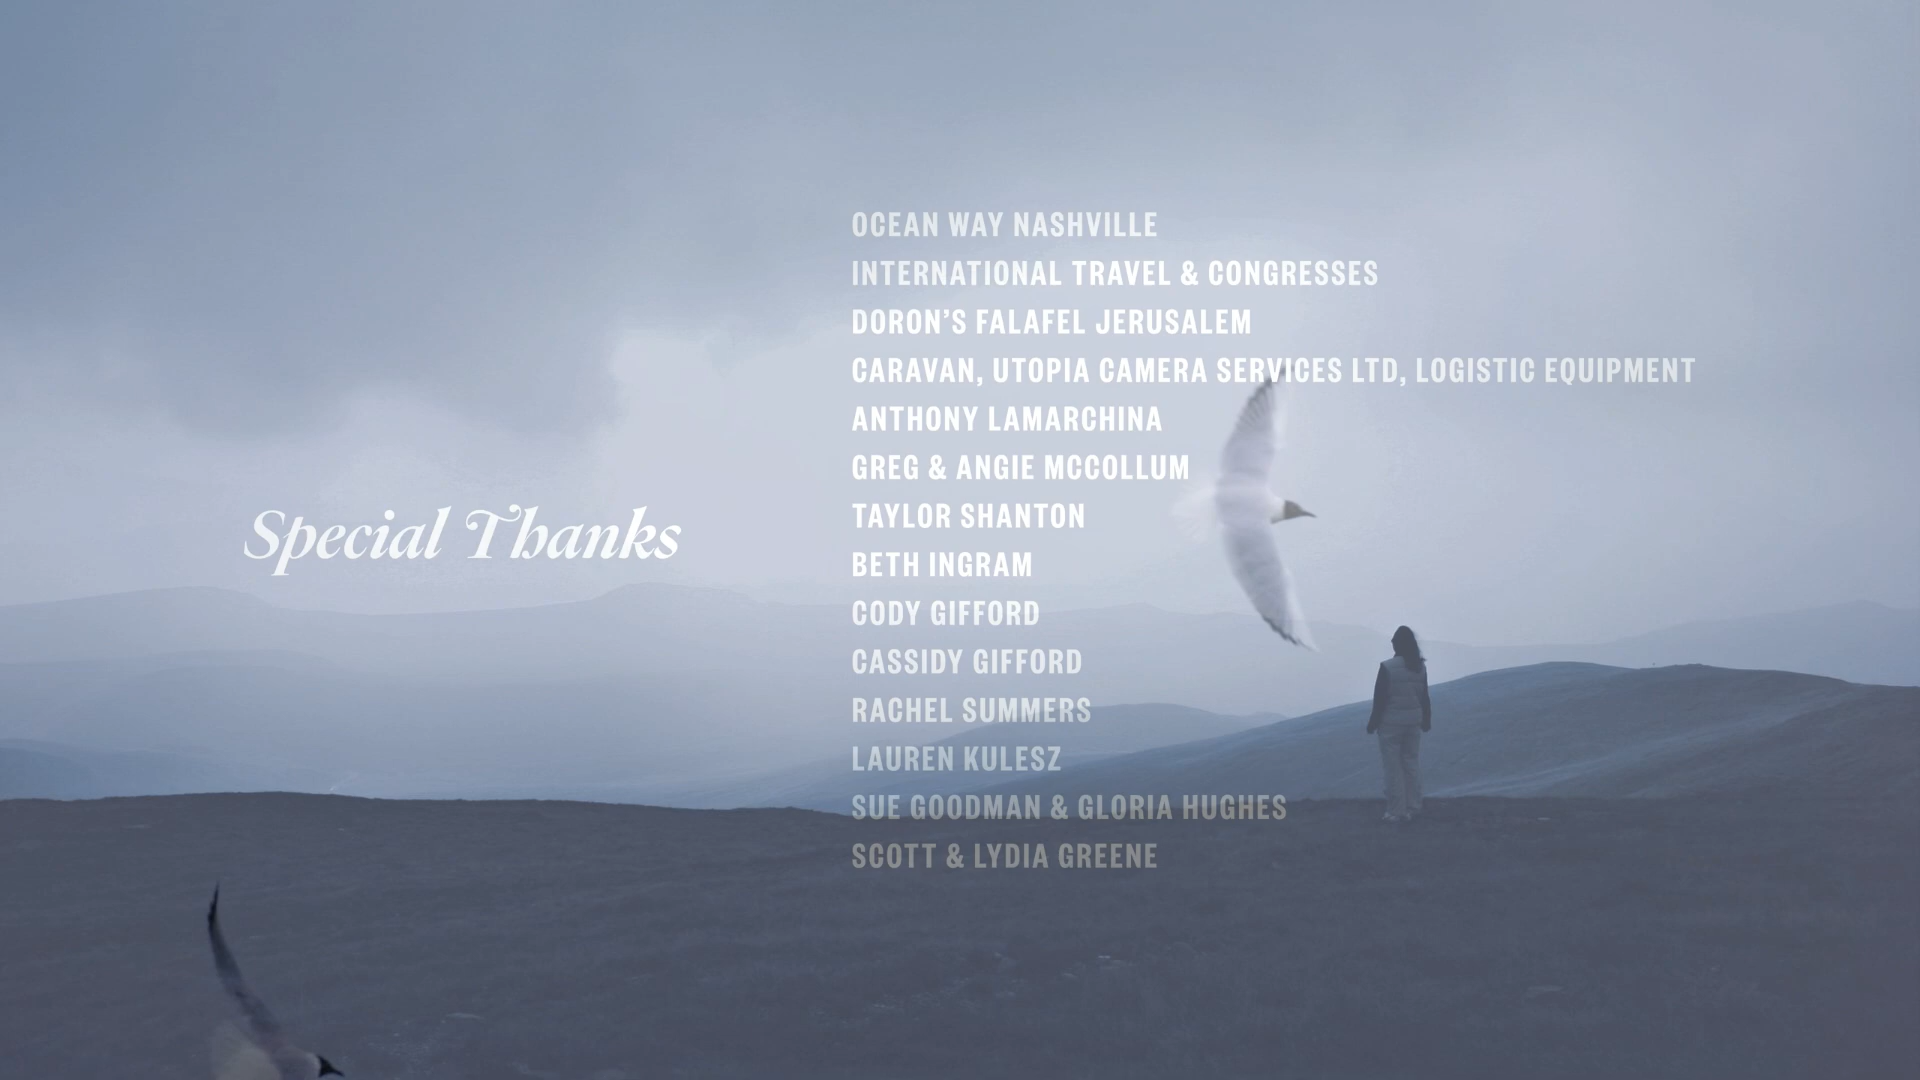 Special Thanks
OCEAN WAY NASHVILLE
INTERNATIONAL TRAVEL & CONGRESSES
DORON’S FALAFEL JERUSALEM
CARAVAN, UTOPIA CAMERA SERVICES LTD, LOGISTIC EQUIPMENT
ANTHONY LAMARCHINA
GREG & ANGIE MCCOLLUM
TAYLOR SHANTON
BETH INGRAM
CODY GIFFORD
CASSIDY GIFFORD
RACHEL SUMMERS
LAUREN KULESZ
SUE GOODMAN & GLORIA HUGHES
SCOTT & LYDIA GREENE